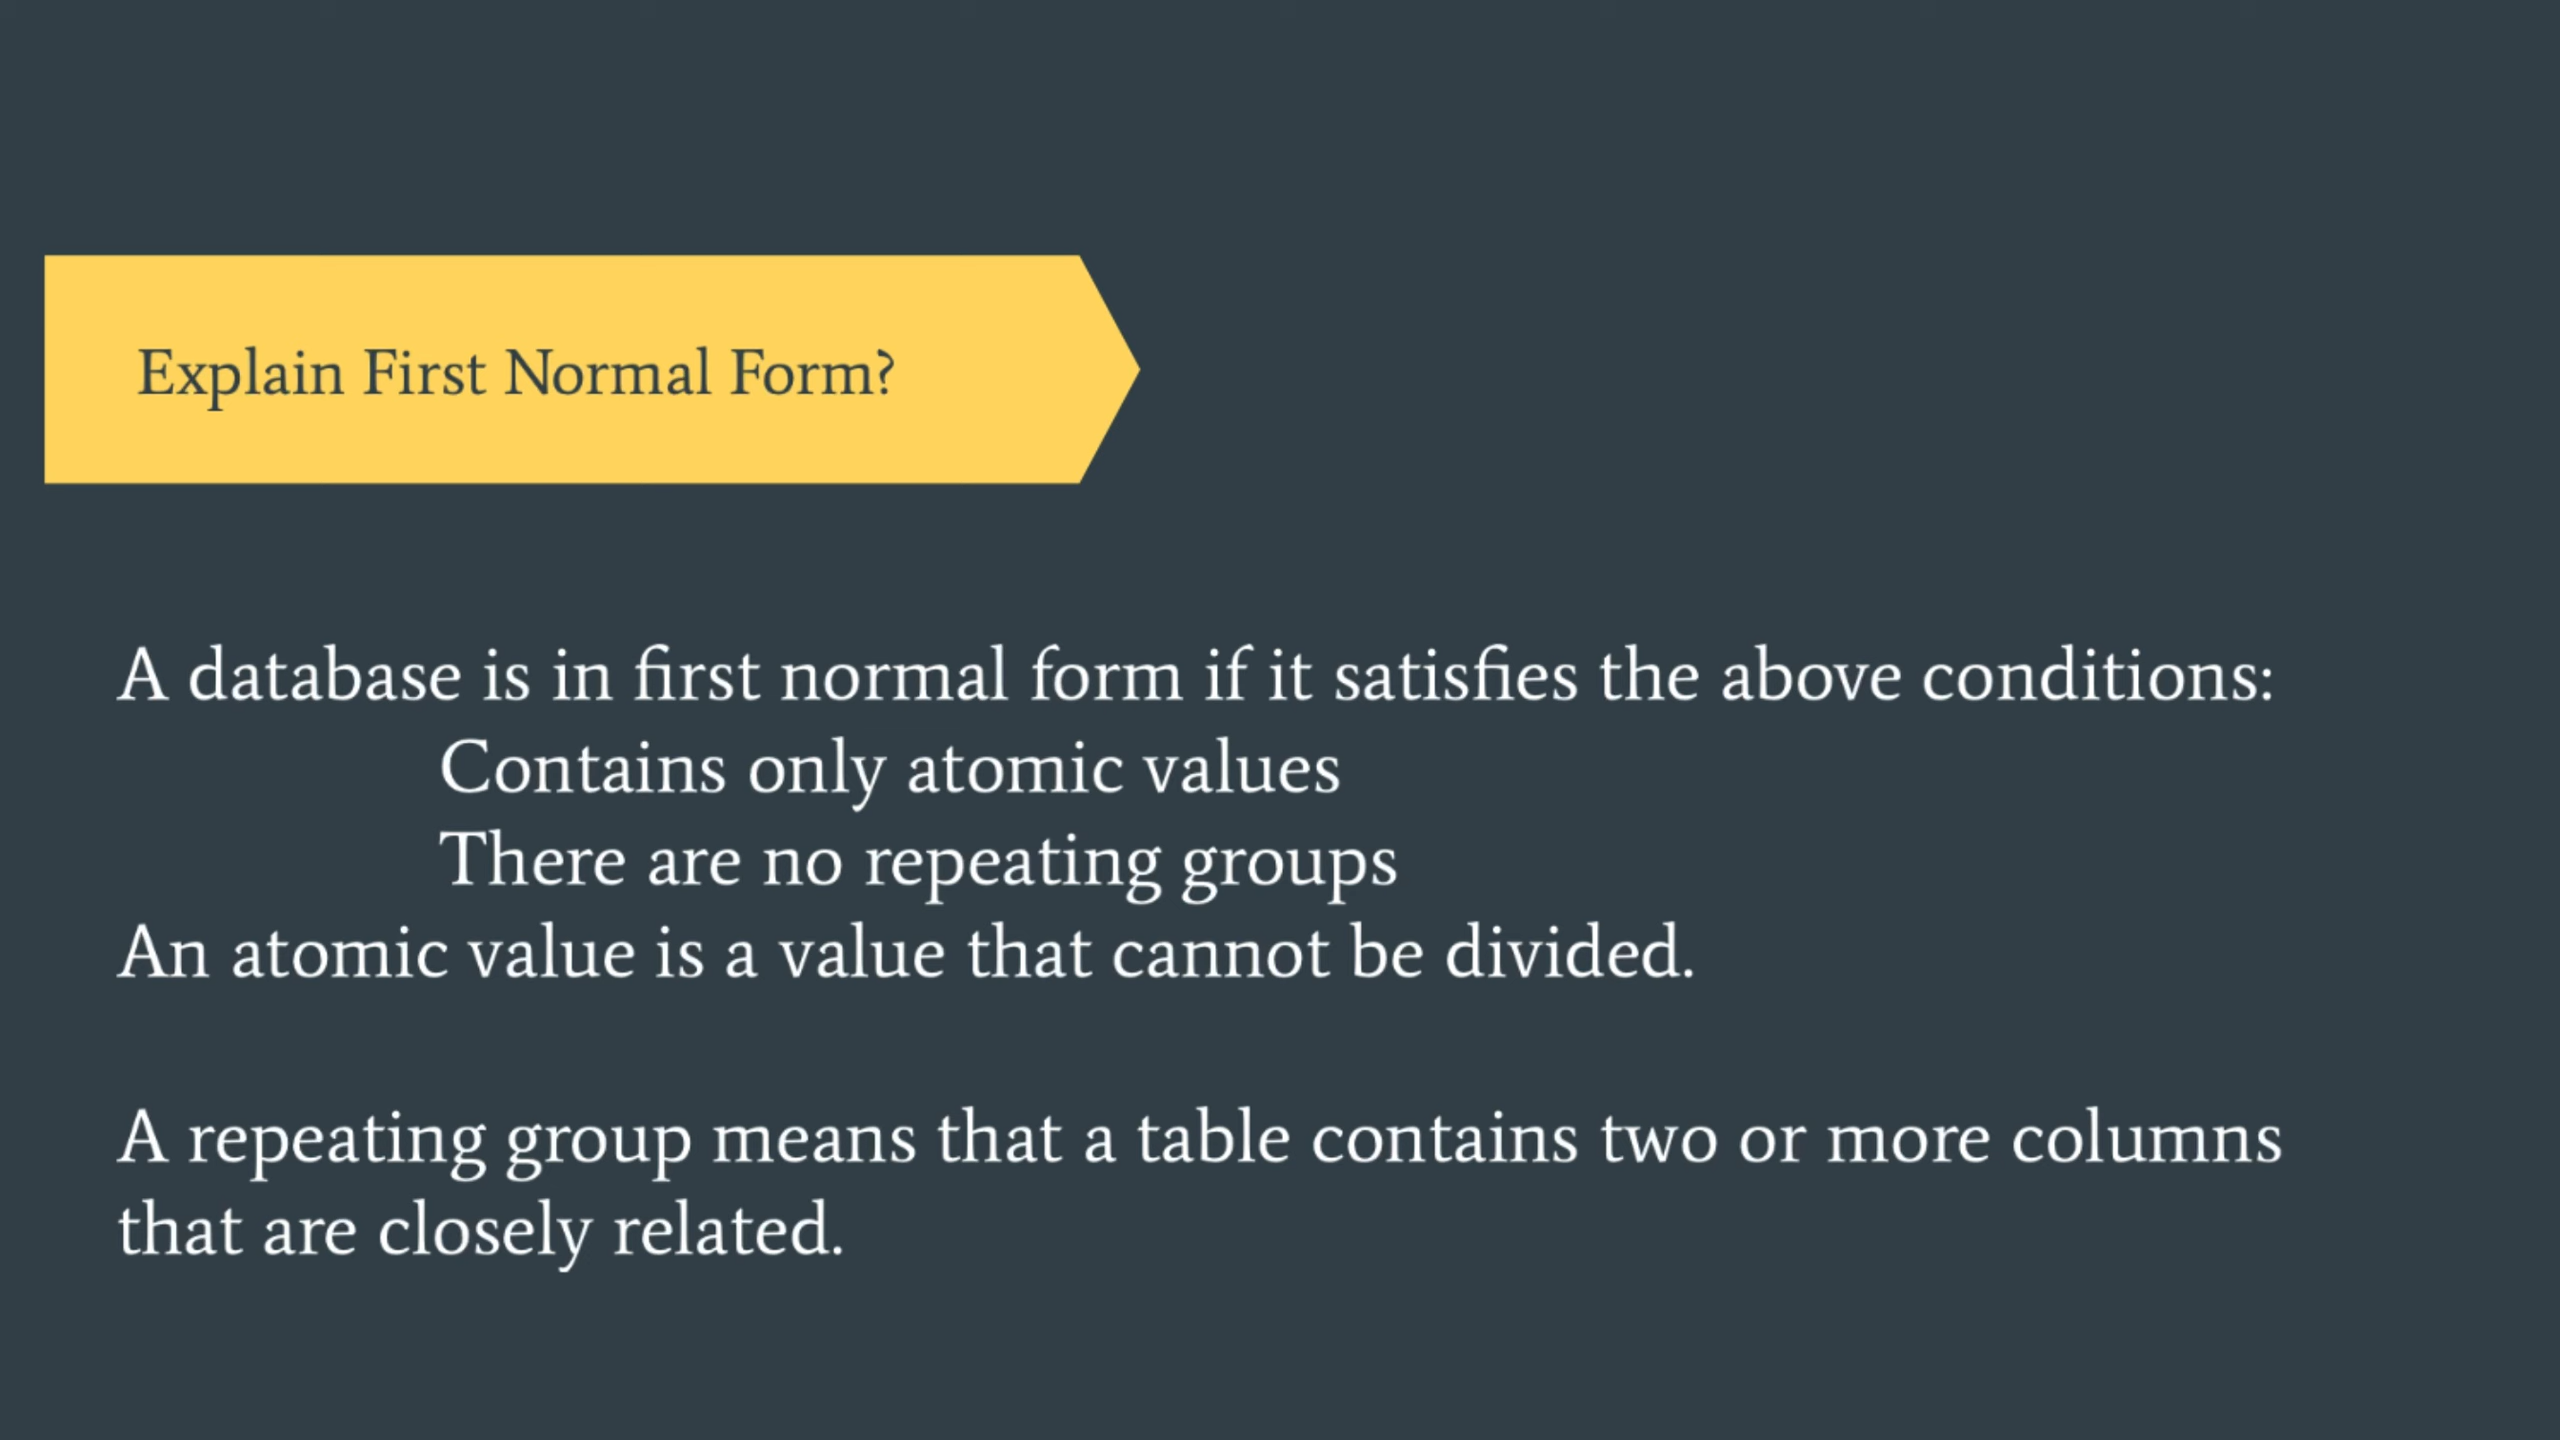 Explain First Normal Form?
A database is in first normal form if it satisfies the above conditions:
Contains only atomic values
There are no repeating groups
An atomic value is a value that cannot be divided.
A repeating group means that a table contains two or more columns
that are closely related.